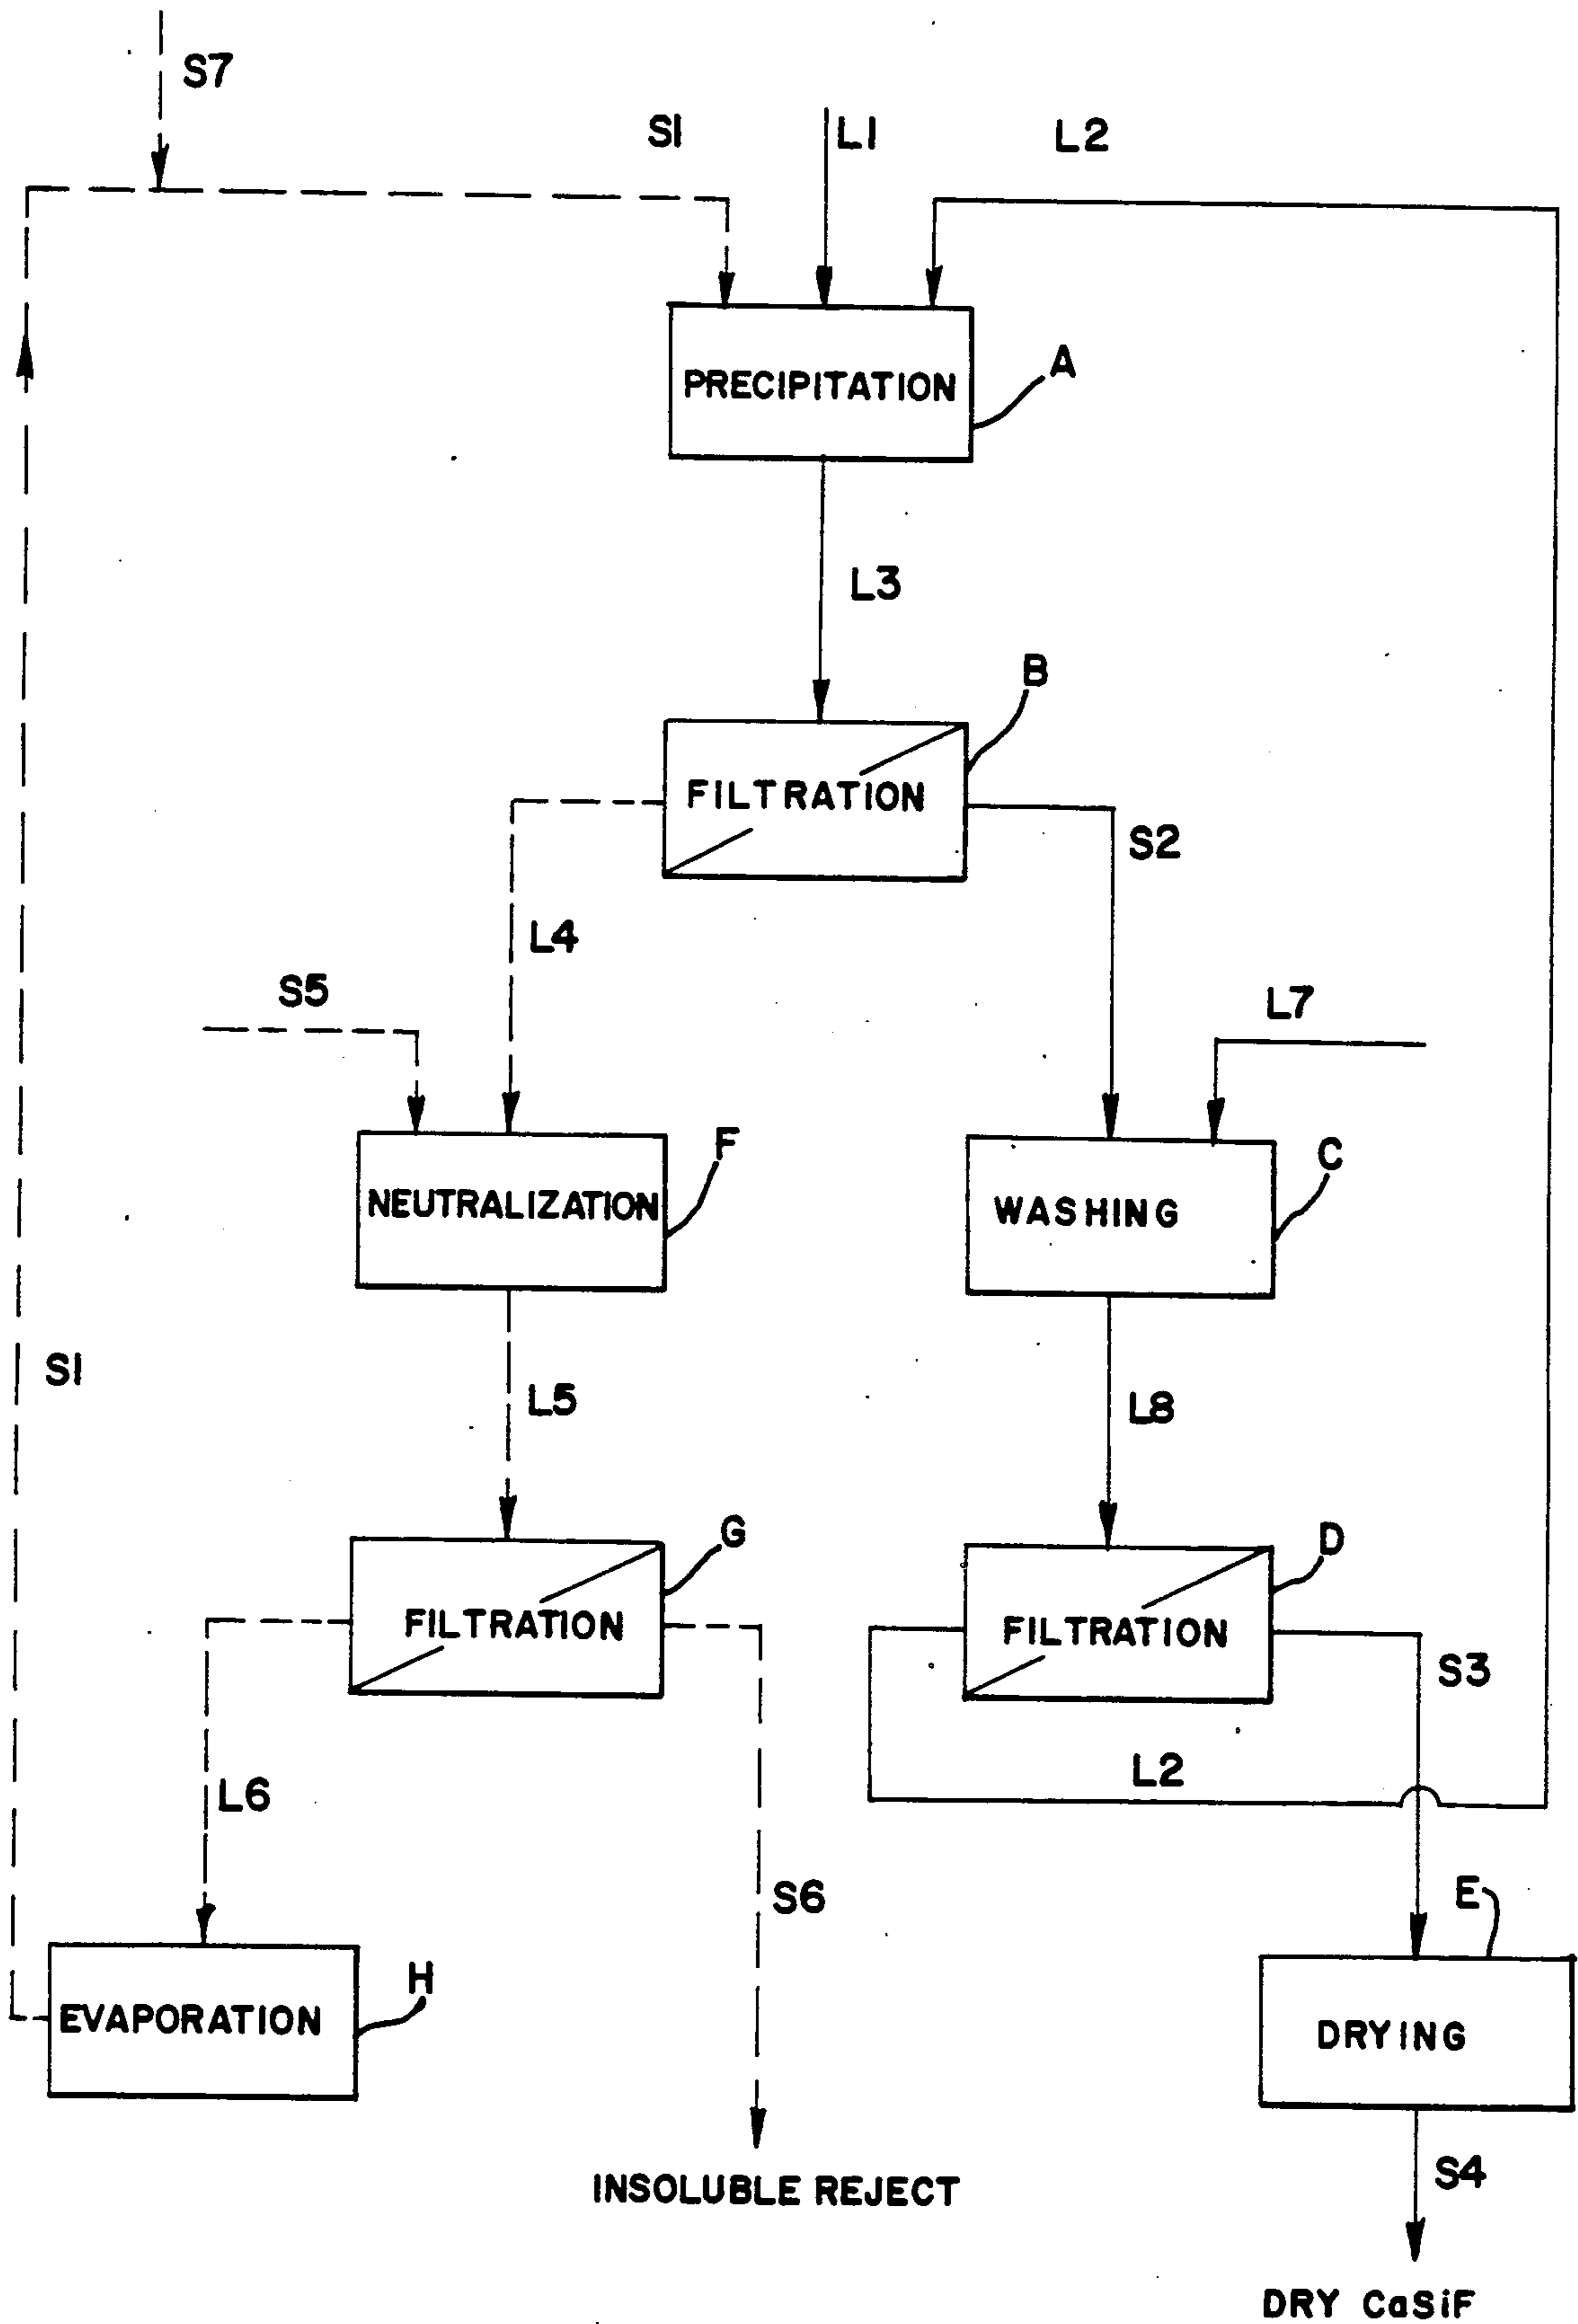 S7
S1
L1
L2
PRECIPITATION
A
L3
B
FILTRATION
S2
L4
S5
L7
F
NEUTRALIZATION
C
WASHING
S1
L5
L8
G
FILTRATION
D
FILTRATION
S3
L2
L6
S6
E
EVAPORATION
H
DRYING
INSOLUBLE REJECT
S4
DRY CaSiF